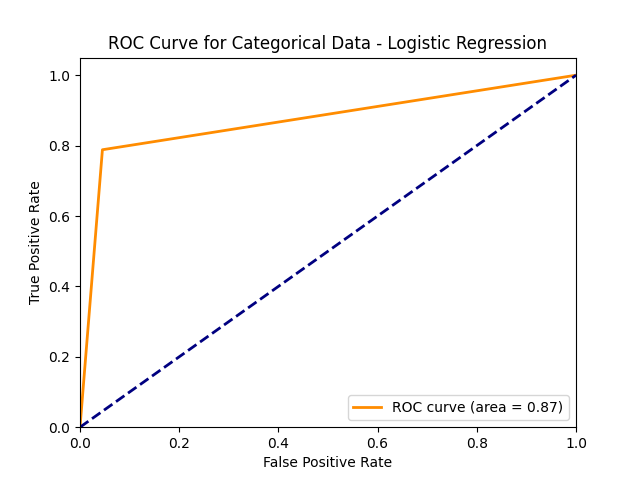 ROC Curve for Categorical Data - Logistic Regression
True Positive Rate
1.0
0.8
0.6
0.4
0.2
0.0
ROC curve (area = 0.87)
0.0 0.2 0.4 0.6 0.8 1.0
False Positive Rate